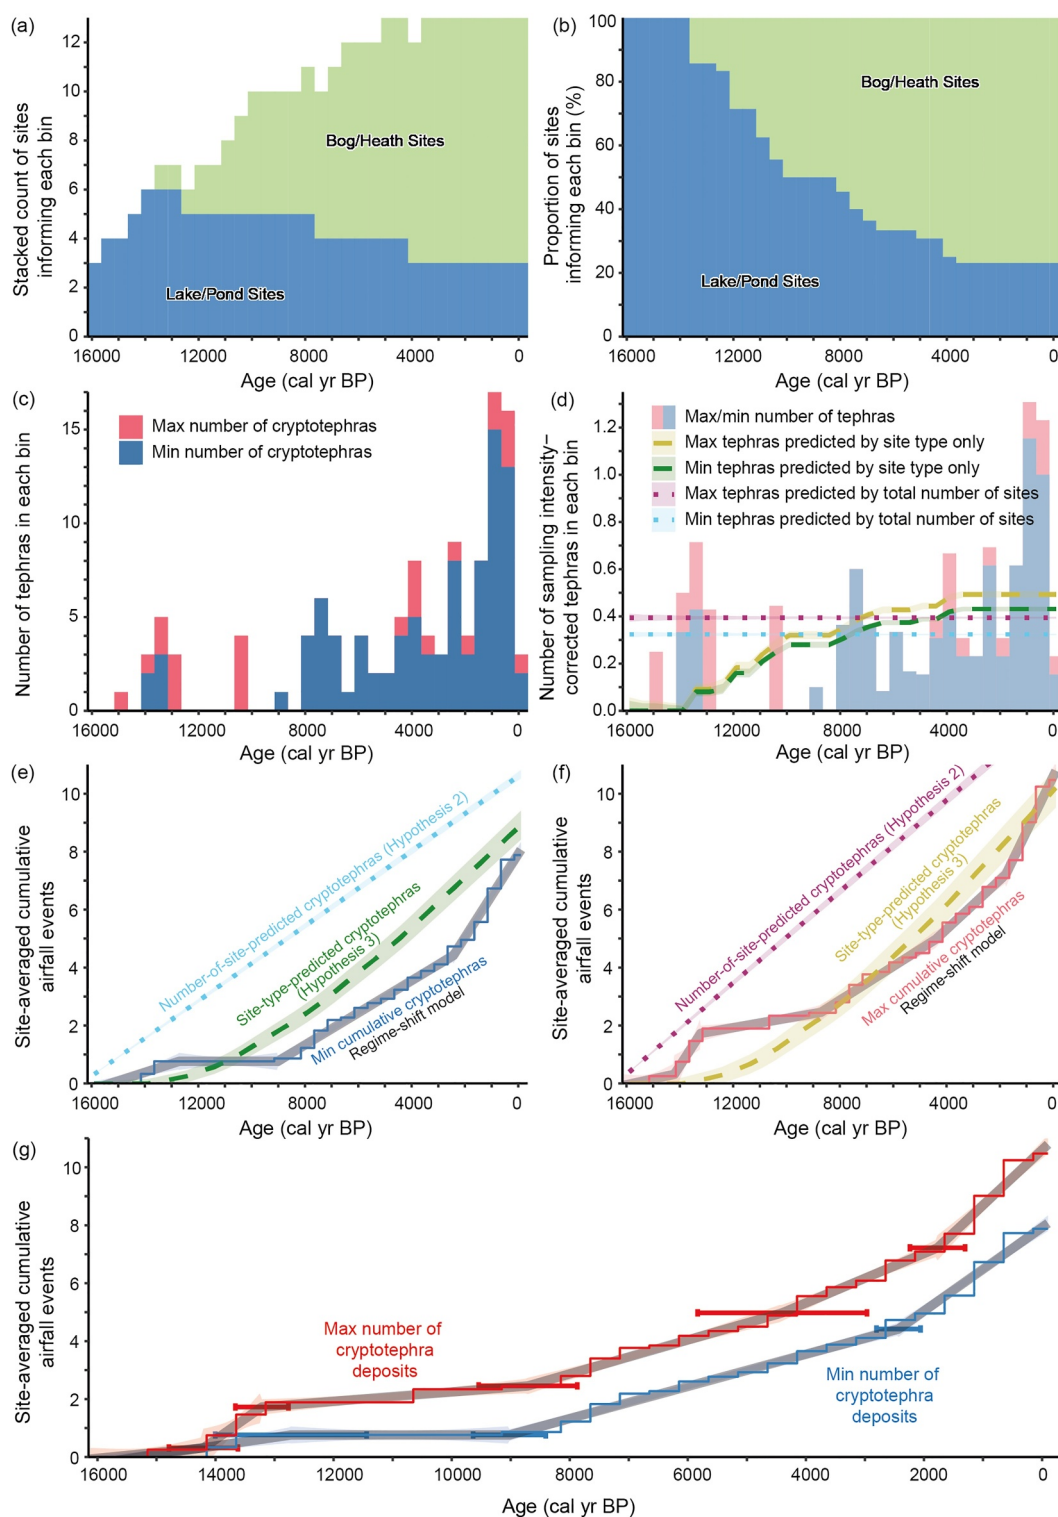 (a)
Stacked count of sites
informing each bin
12
10
8
6
4
2
0
Bog/Heath Sites
Lake/Pond Sites
16000 12000 8000 4000 0
Age (cal yr BP)
(b)
Proportion of sites
informing each bin (%)
100
80
60
40
20
0
Bog/Heath Sites
Lake/Pond Sites
16000 12000 8000 4000 0
Age (cal yr BP)
(c)
Number of tephras in each bin
15
10
5
0
Max number of cryptotephras
Min number of cryptotephras
16000 12000 8000 4000 0
Age (cal yr BP)
(d)
Number of sampling intensity–
corrected tephras in each bin
1.2
1.0
0.8
0.6
0.4
0.2
0.0
Max/min number of tephras
Max tephras predicted by site type only
Min tephras predicted by site type only
Max tephras predicted by total number of sites
Min tephras predicted by total number of sites
16000 12000 8000 4000 0
Age (cal yr BP)
(e)
Site-averaged cumulative
airfall events
10
8
6
4
2
0
Number-of-site-predicted cryptotephras (Hypothesis 2)
Site-type-predicted cryptotephras
(Hypothesis 3)
Min cumulative cryptotephras
Regime-shift model
16000 12000 8000 4000 0
Age (cal yr BP)
(f)
Site-averaged cumulative
airfall events
10
8
6
4
2
0
Number-of-site-predicted cryptotephras (Hypothesis 2)
Site-type-predicted cryptotephras
(Hypothesis 3)
Max cumulative cryptotephras
Regime-shift model
16000 12000 8000 4000 0
Age (cal yr BP)
(g)
Site-averaged cumulative
airfall events
10
8
6
4
2
0
Max number of
cryptotephra
deposits
Min number of
cryptotephra
deposits
16000 14000 12000 10000 8000 6000 4000 2000 0
Age (cal yr BP)